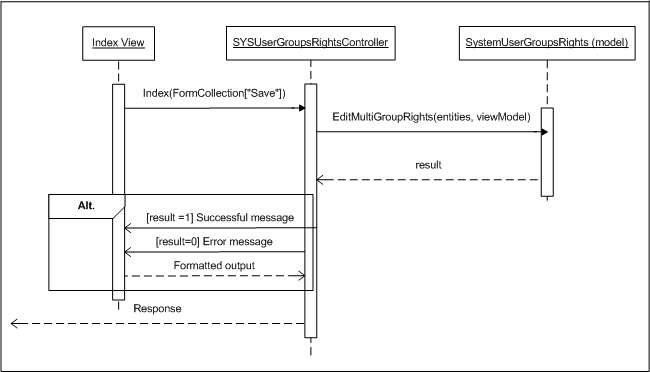 Index View
SYSUserGroupsRightsController
SystemUserGroupsRights (model)
Index(FormCollection["Save"])
EditMultiGroupRights(entities, viewModel)
result
Alt.
[result =1] Successful message
[result=0] Error message
Formatted output
Response